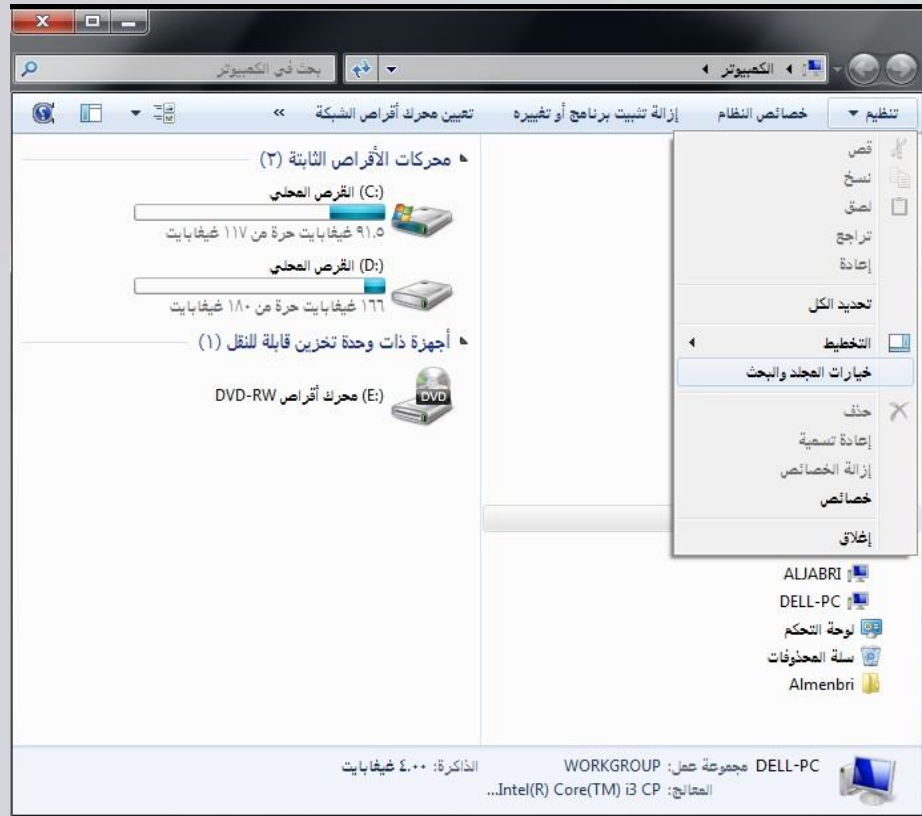 الكمبيوتر
بحث في الكمبيوتر
تنظيم
خصائص النظام
إزالة تثبيت برنامج أو تغييره
تعيين محرك أقراص الشبكة
»
قص
نسخ
لصق
تراجع
إعادة
تحديد الكل
التخطيط
خيارات المجلد والبحث
حذف
إعادة تسمية
إزالة الخصائص
خصائص
إغلاق
ALJABRI
DELL-PC
لوحة التحكم
سلة المحذوفات
Almenbri
محركات الأقراص الثابتة (٣)
القرص المحلي (C:)
٩١.٥ غيغابايت حرة من ١١٧ غيغابايت
القرص المحلي (D:)
١٦٦ غيغابايت حرة من ١٨٠ غيغابايت
أجهزة ذات وحدة تخزين قابلة للنقل (١)
محرك أقراص DVD-RW (E:)
DVD
DELL-PC مجموعة عمل: WORKGROUP
الذاكرة: ٤.٠٠ غيغابايت
المعالج: Intel(R) Core(TM) i3 CP...